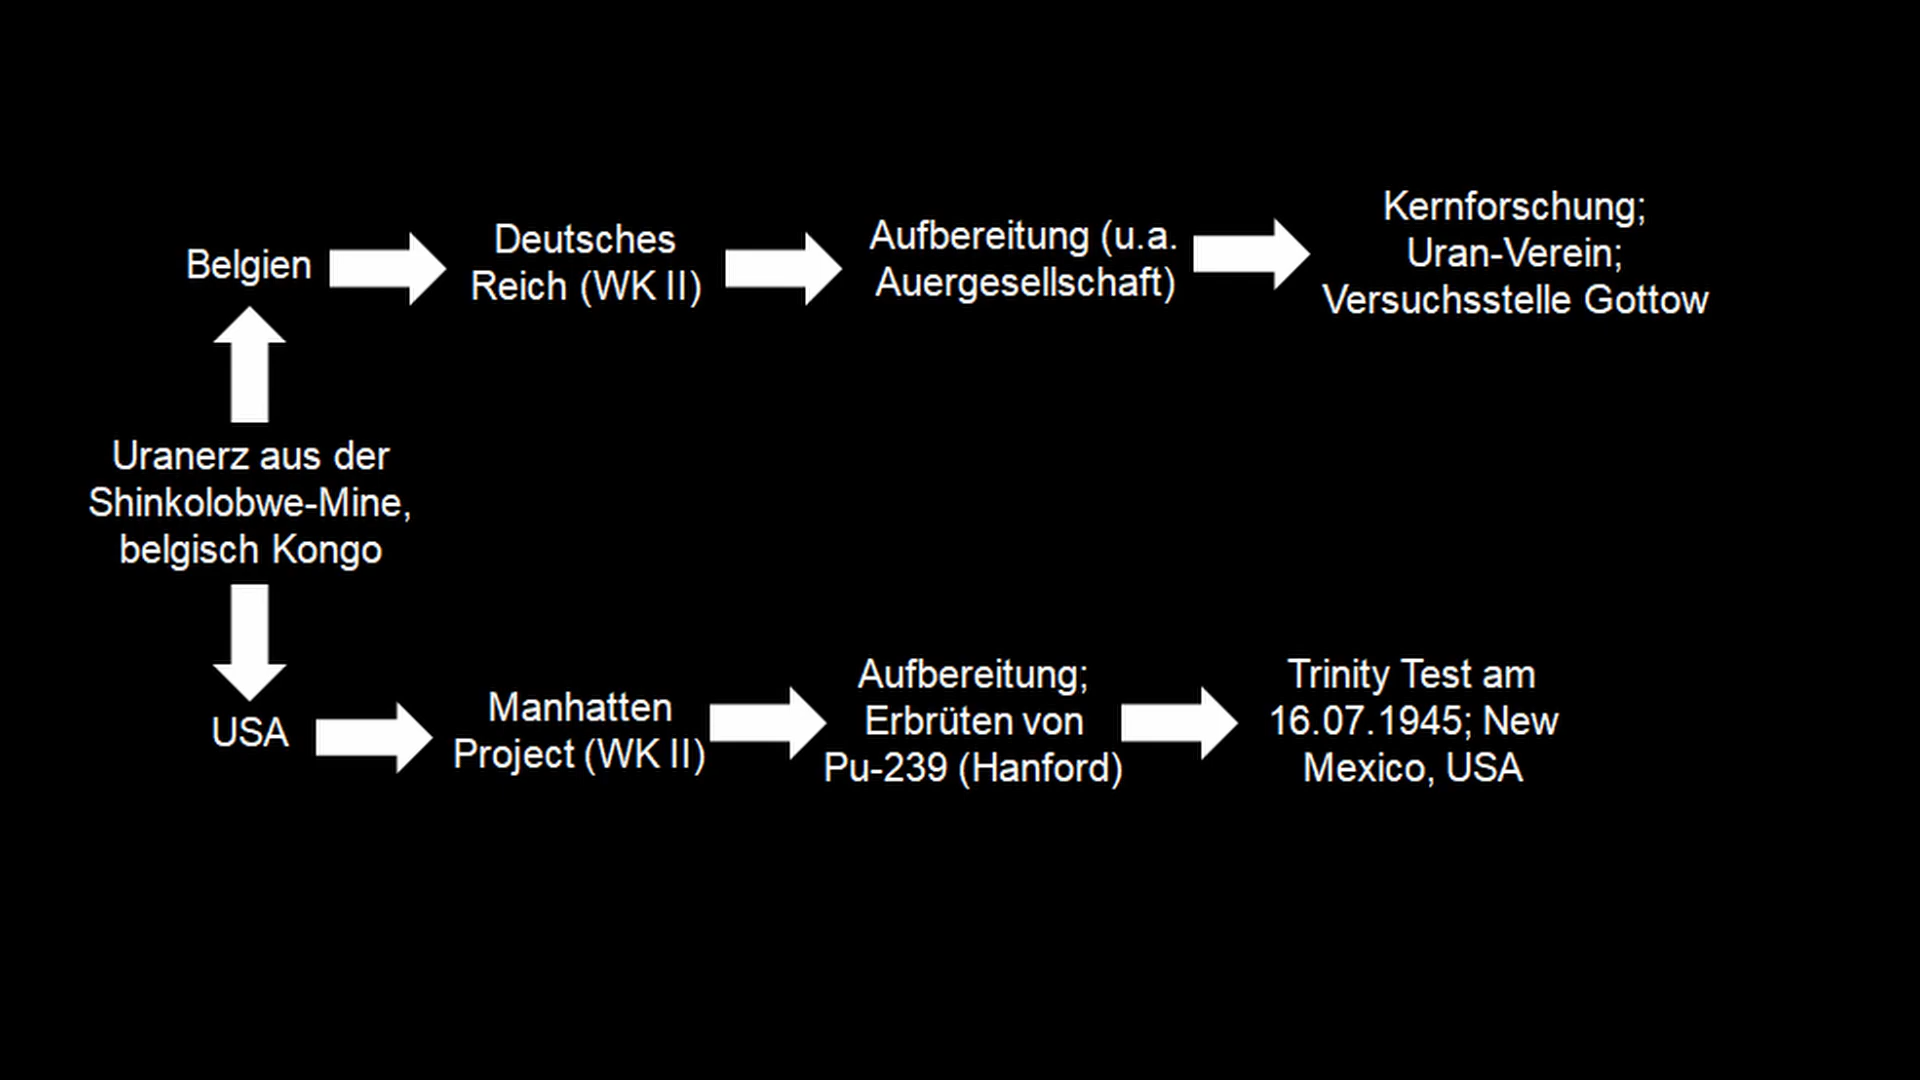 Belgien
Deutsches
Reich (WK II)
Aufbereitung (u.a.
Auergesellschaft)
Kernforschung;
Uran-Verein;
Versuchsstelle Gottow
Uranerz aus der
Shinkolobwe-Mine,
belgisch Kongo
USA
Manhatten
Project (WK II)
Aufbereitung;
Erbrüten von
Pu-239 (Hanford)
Trinity Test am
16.07.1945; New
Mexico, USA